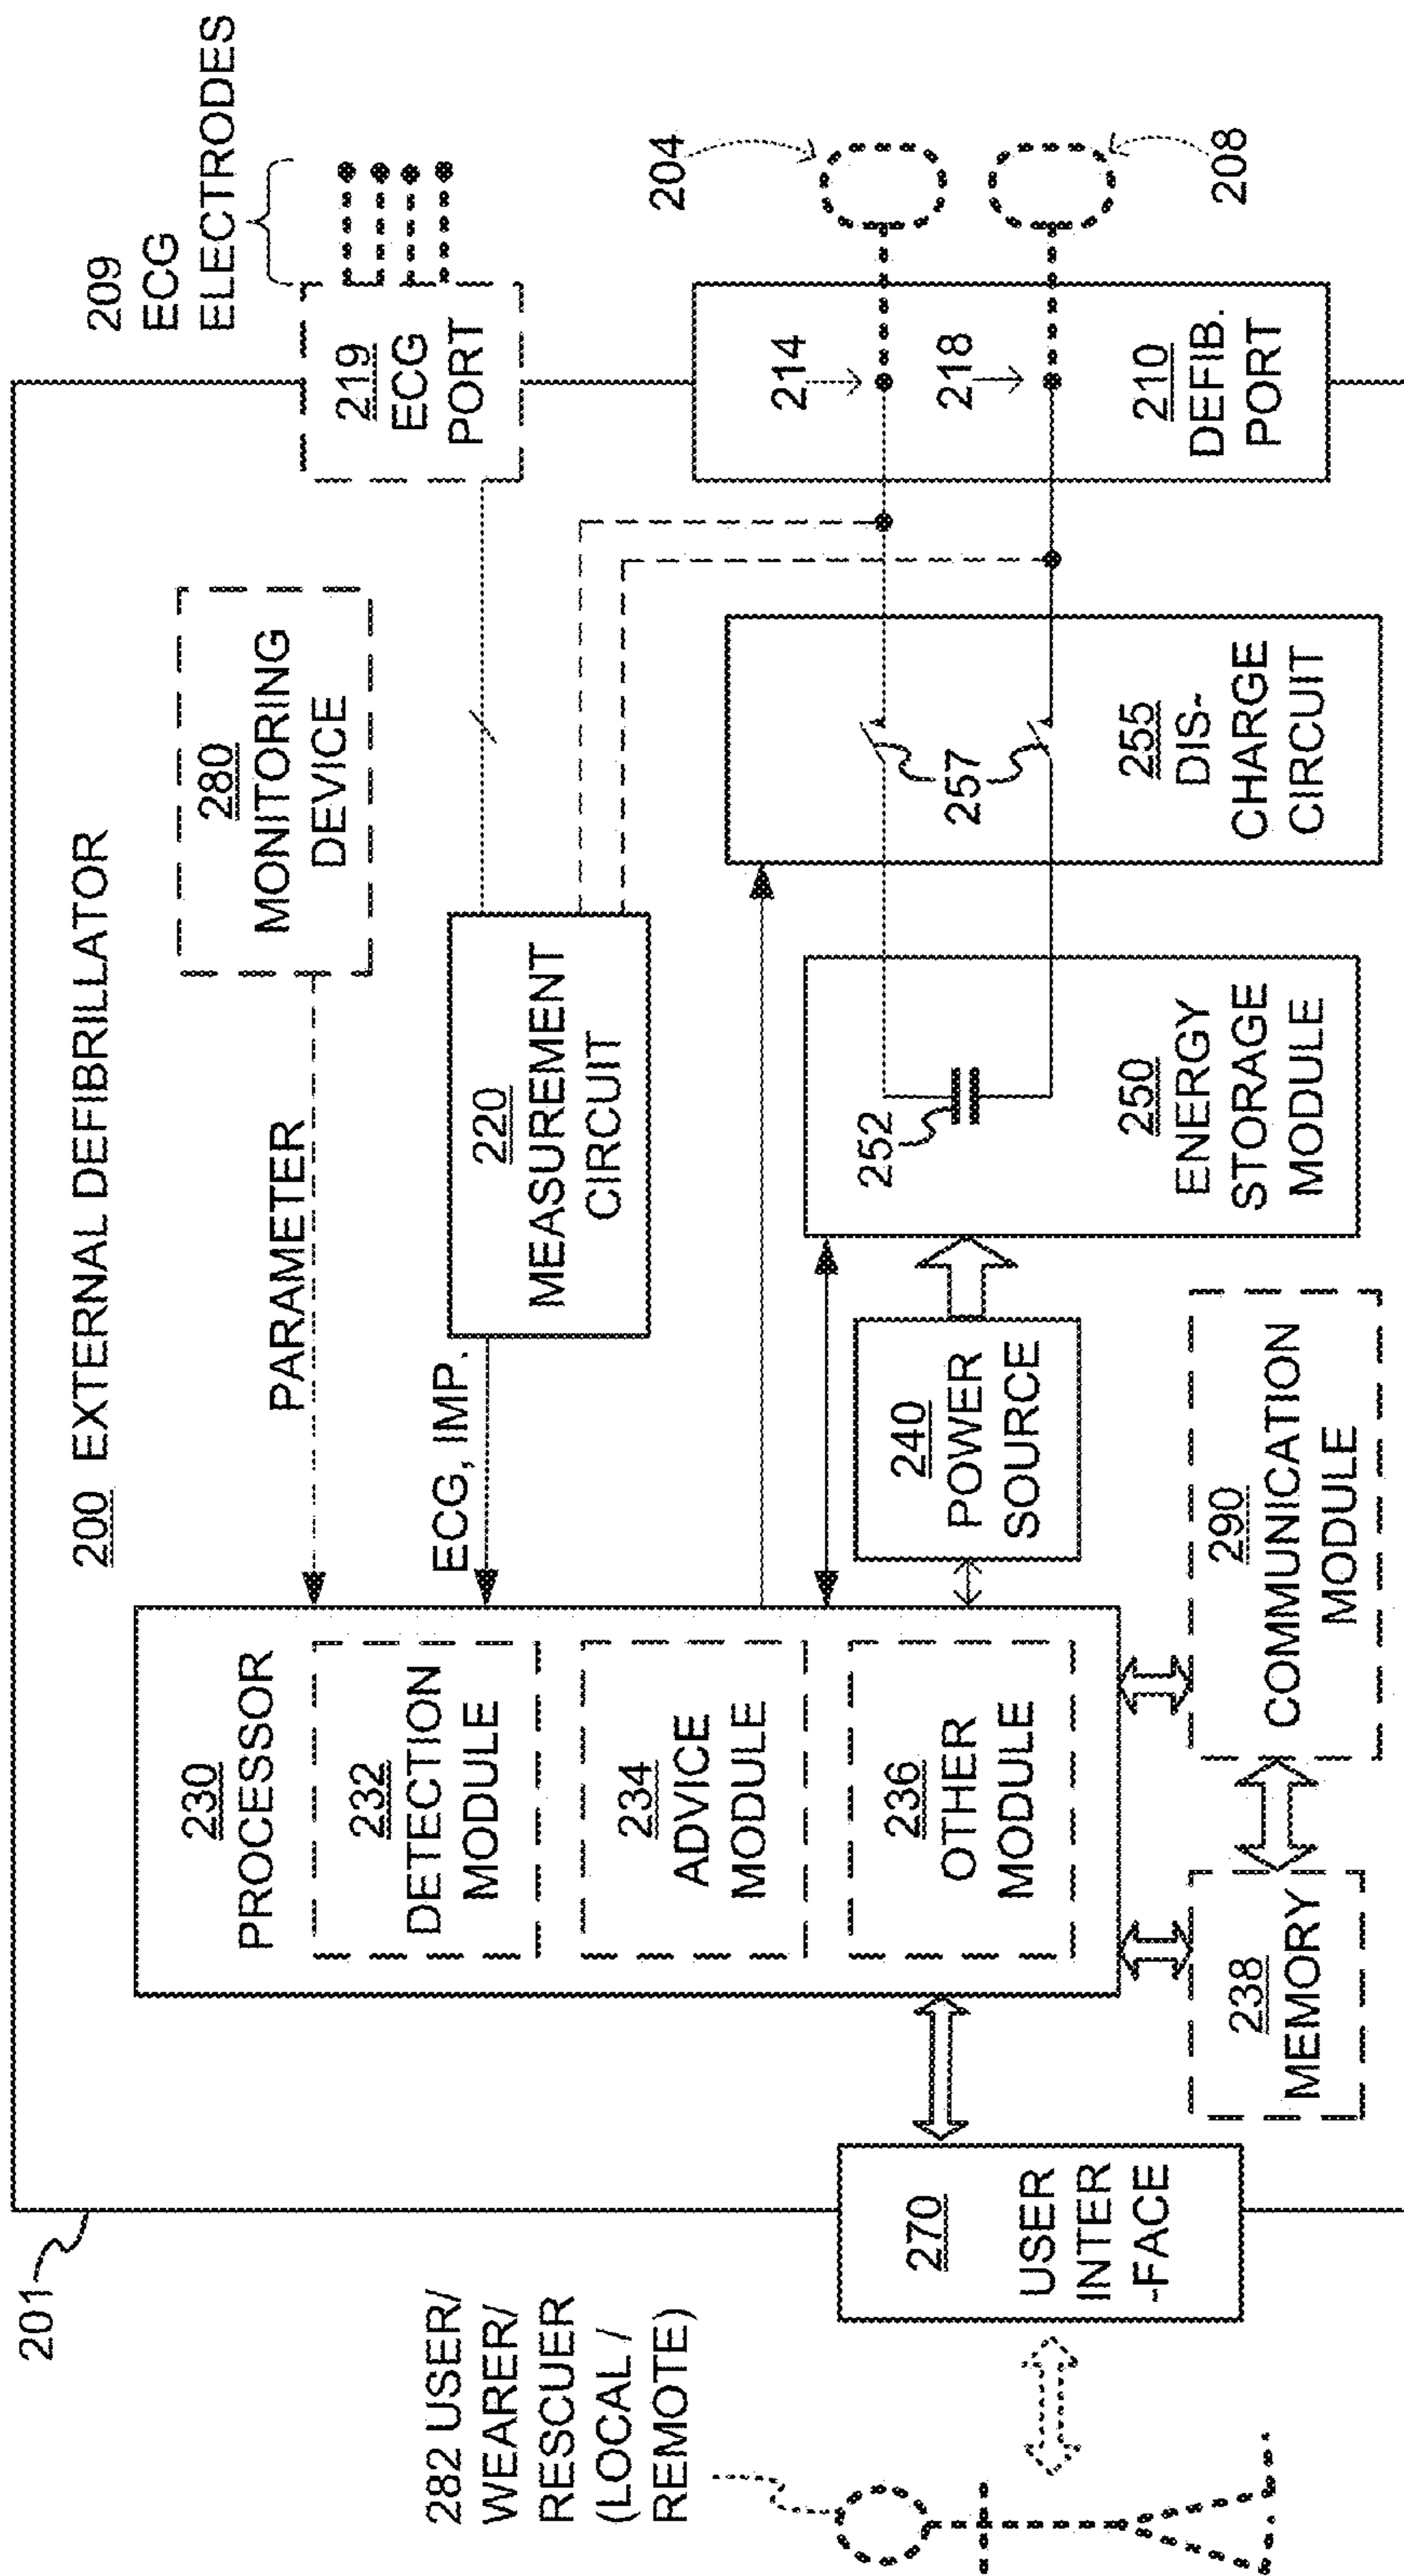 201
200 EXTERNAL DEFIBRILLATOR
209
ECG
ELECTRODES
282 USER/
WEARER/
RESCUER
(LOCAL /
REMOTE)
230
PROCESSOR
232
DETECTION
MODULE
234
ADVICE
MODULE
236
OTHER
MODULE
PARAMETER
280
MONITORING
DEVICE
219
ECG
PORT
ECG, IMP.
220
MEASUREMENT
CIRCUIT
204
208
214
218
210
DEFIB.
PORT
257
255
DIS-
CHARGE
CIRCUIT
252
250
ENERGY
STORAGE
MODULE
240
POWER
SOURCE
270
USER
INTER
-FACE
238
MEMORY
290
COMMUNICATION
MODULE